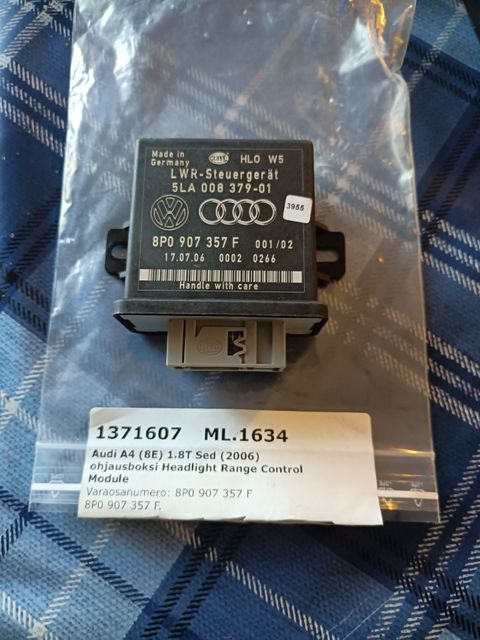 Made in
Germany
HELLA
HLO W5
LWR-Steuergerät
5LA 008 379-01
3955
8P0 907 357 F 001/02
17.07.06 0002 0266
Handle with care
1371607 ML.1634
Audi A4 (8E) 1.8T Sed (2006)
ohjausboksi Headlight Range Control
Module
Varaosanumero: 8P0 907 357 F
8P0 907 357 F.